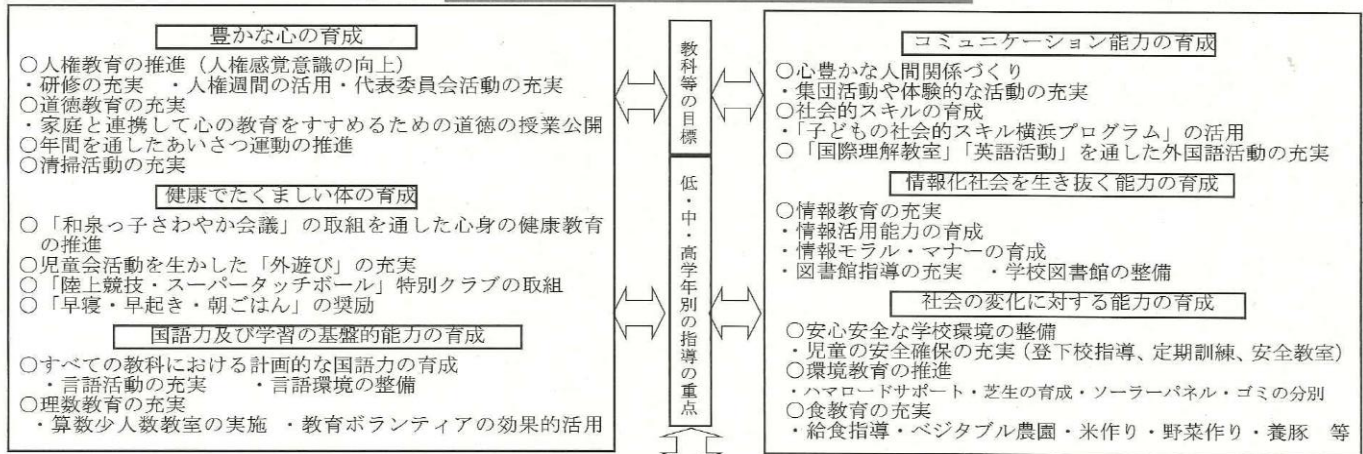 豊かな心の育成
○人権教育の推進（人権感覚意識の向上）
・研修の充実　・人権週間の活用・代表委員会活動の充実
○道徳教育の充実
・家庭と連携して心の教育をすすめるための道徳の授業公開
○年間を通したあいさつ運動の推進
○清掃活動の充実
健康でたくましい体の育成
○「和泉っ子さわやか会議」の取組を通した心身の健康教育
の推進
○児童会活動を生かした「外遊び」の充実
○「陸上競技・スーパータッチボール」特別クラブの取組
○「早寝・早起き・朝ごはん」の奨励
国語力及び学習の基盤的能力の育成
○すべての教科における計画的な国語力の育成
・言語活動の充実　　・言語環境の整備
○理数教育の充実
・算数少人数教室の実施　・教育ボランティアの効果的活用
教科等の目標
低・中・高学年別の指導の重点
コミュニケーション能力の育成
○心豊かな人間関係づくり
・集団活動や体験的な活動の充実
○社会的スキルの育成
・「子どもの社会的スキル横浜プログラム」の活用
○「国際理解教室」「英語活動」を通した外国語活動の充実
情報化社会を生き抜く能力の育成
○情報教育の充実
・情報活用能力の育成
・情報モラル・マナーの育成
・図書館指導の充実　・学校図書館の整備
社会の変化に対する能力の育成
○安心安全な学校環境の整備
・児童の安全確保の充実（登下校指導、定期訓練、安全教室）
○環境教育の推進
・ハマロードサポート・芝生の育成・ソーラーパネル・ゴミの分別
○食教育の充実
・給食指導・ベジタブル農園・米作り・野菜作り・養豚　等